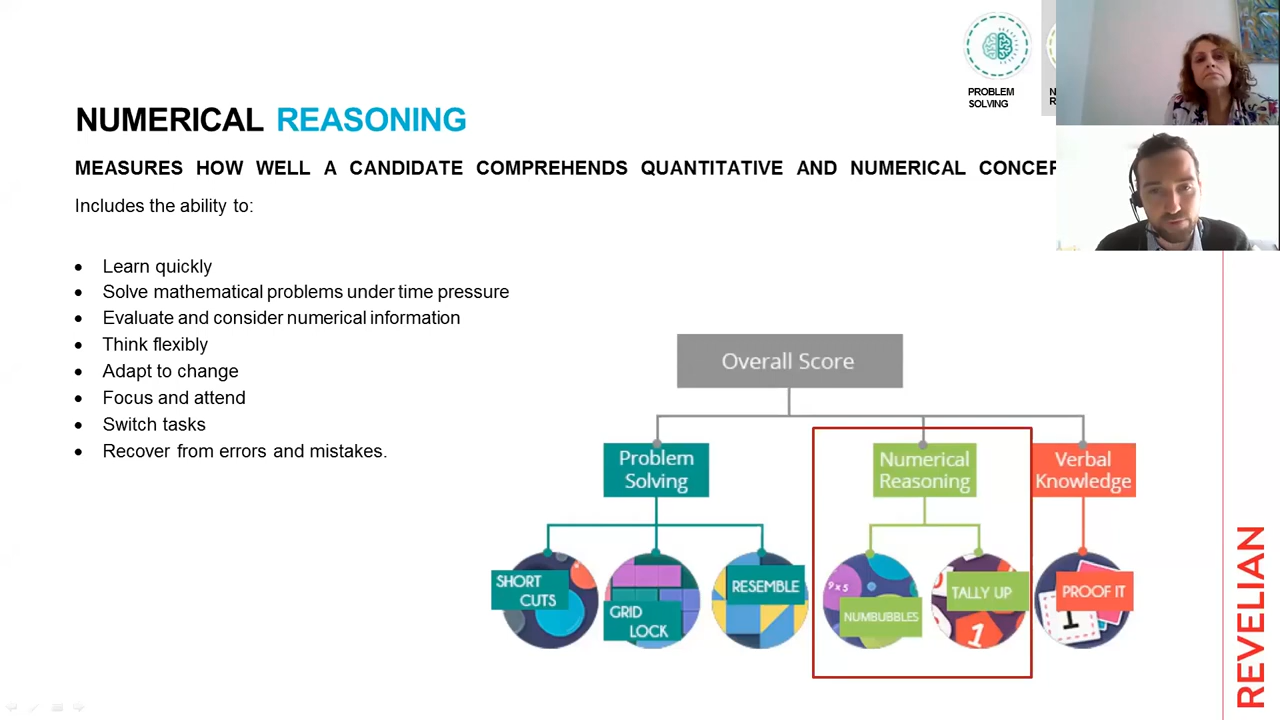 PROBLEM
SOLVING
NUMERICAL REASONING
MEASURES HOW WELL A CANDIDATE COMPREHENDS QUANTITATIVE AND NUMERICAL
Includes the ability to:
• Learn quickly
• Solve mathematical problems under time pressure
• Evaluate and consider numerical information
• Think flexibly
• Adapt to change
• Focus and attend
• Switch tasks
• Recover from errors and mistakes.
Overall Score
Problem
Solving
Numerical
Reasoning
Verbal
Knowledge
SHORT
CUTS
GRID
LOCK
RESEMBLE
9 x 5
NUMBUBBLES
TALLY UP
1
PROOF IT
1
REVELIAN